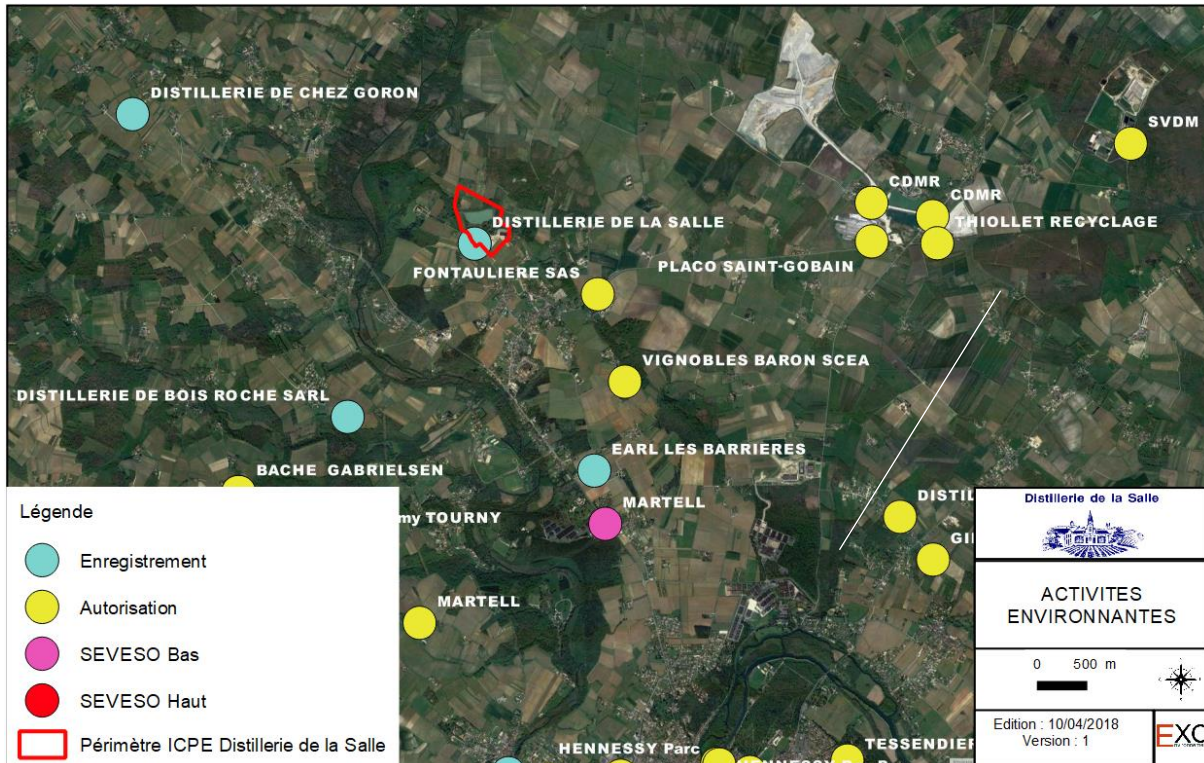 DISTILLERIE DE CHEZ GORON
SVDM
CDMR
CDMR
DISTILLERIE DE LA SALLE
THIOLLET RECYCLAGE
FONTAULIERE SAS
PLACO SAINT-GOBAIN
VIGNOBLES BARON SCEA
DISTILLERIE DE BOIS ROCHE SARL
EARL LES BARRIERES
BACHE GABRIELSEN
MARTELL
DISTIL
my TOURNY
MARTELL
HENNESSY Parc
TESSENDIER
Légende
Enregistrement
Autorisation
SEVESO Bas
SEVESO Haut
Périmètre ICPE Distillerie de la Salle
Distillerie de la Salle
ACTIVITES
ENVIRONNANTES
0 500 m
Edition : 10/04/2018
Version : 1